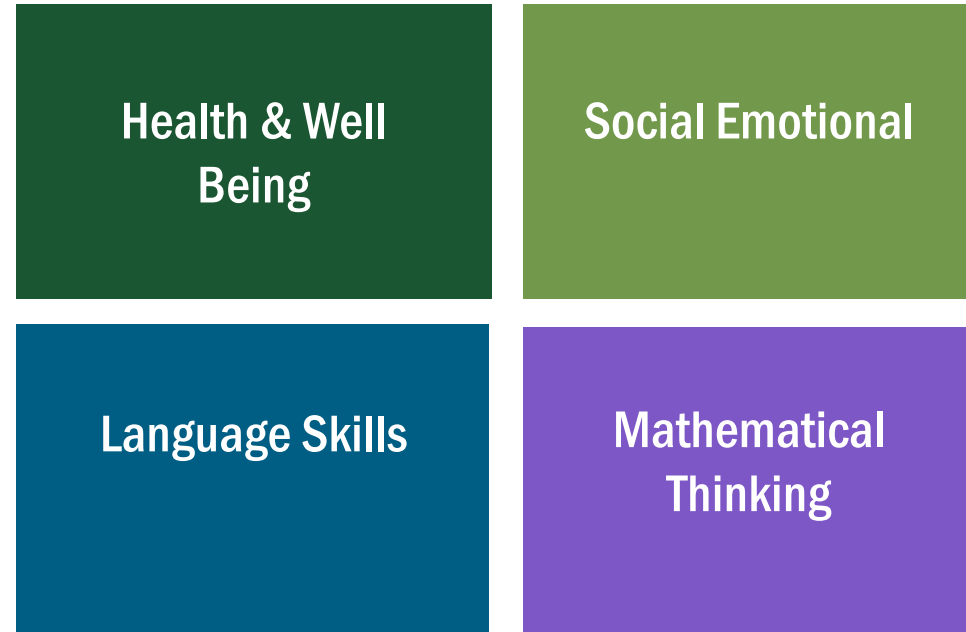 Health & Well
Being
Social Emotional
Language Skills
Mathematical
Thinking